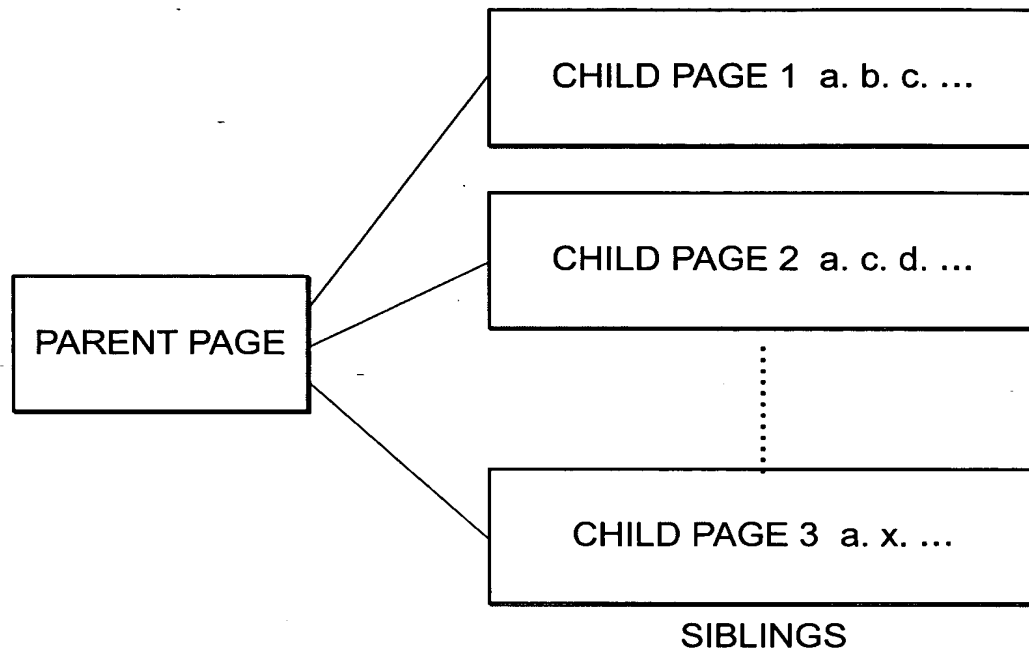 CHILD PAGE 1 a. b. c. ...
CHILD PAGE 2 a. c. d. ...
PARENT PAGE
CHILD PAGE 3 a. x. ...
SIBLINGS